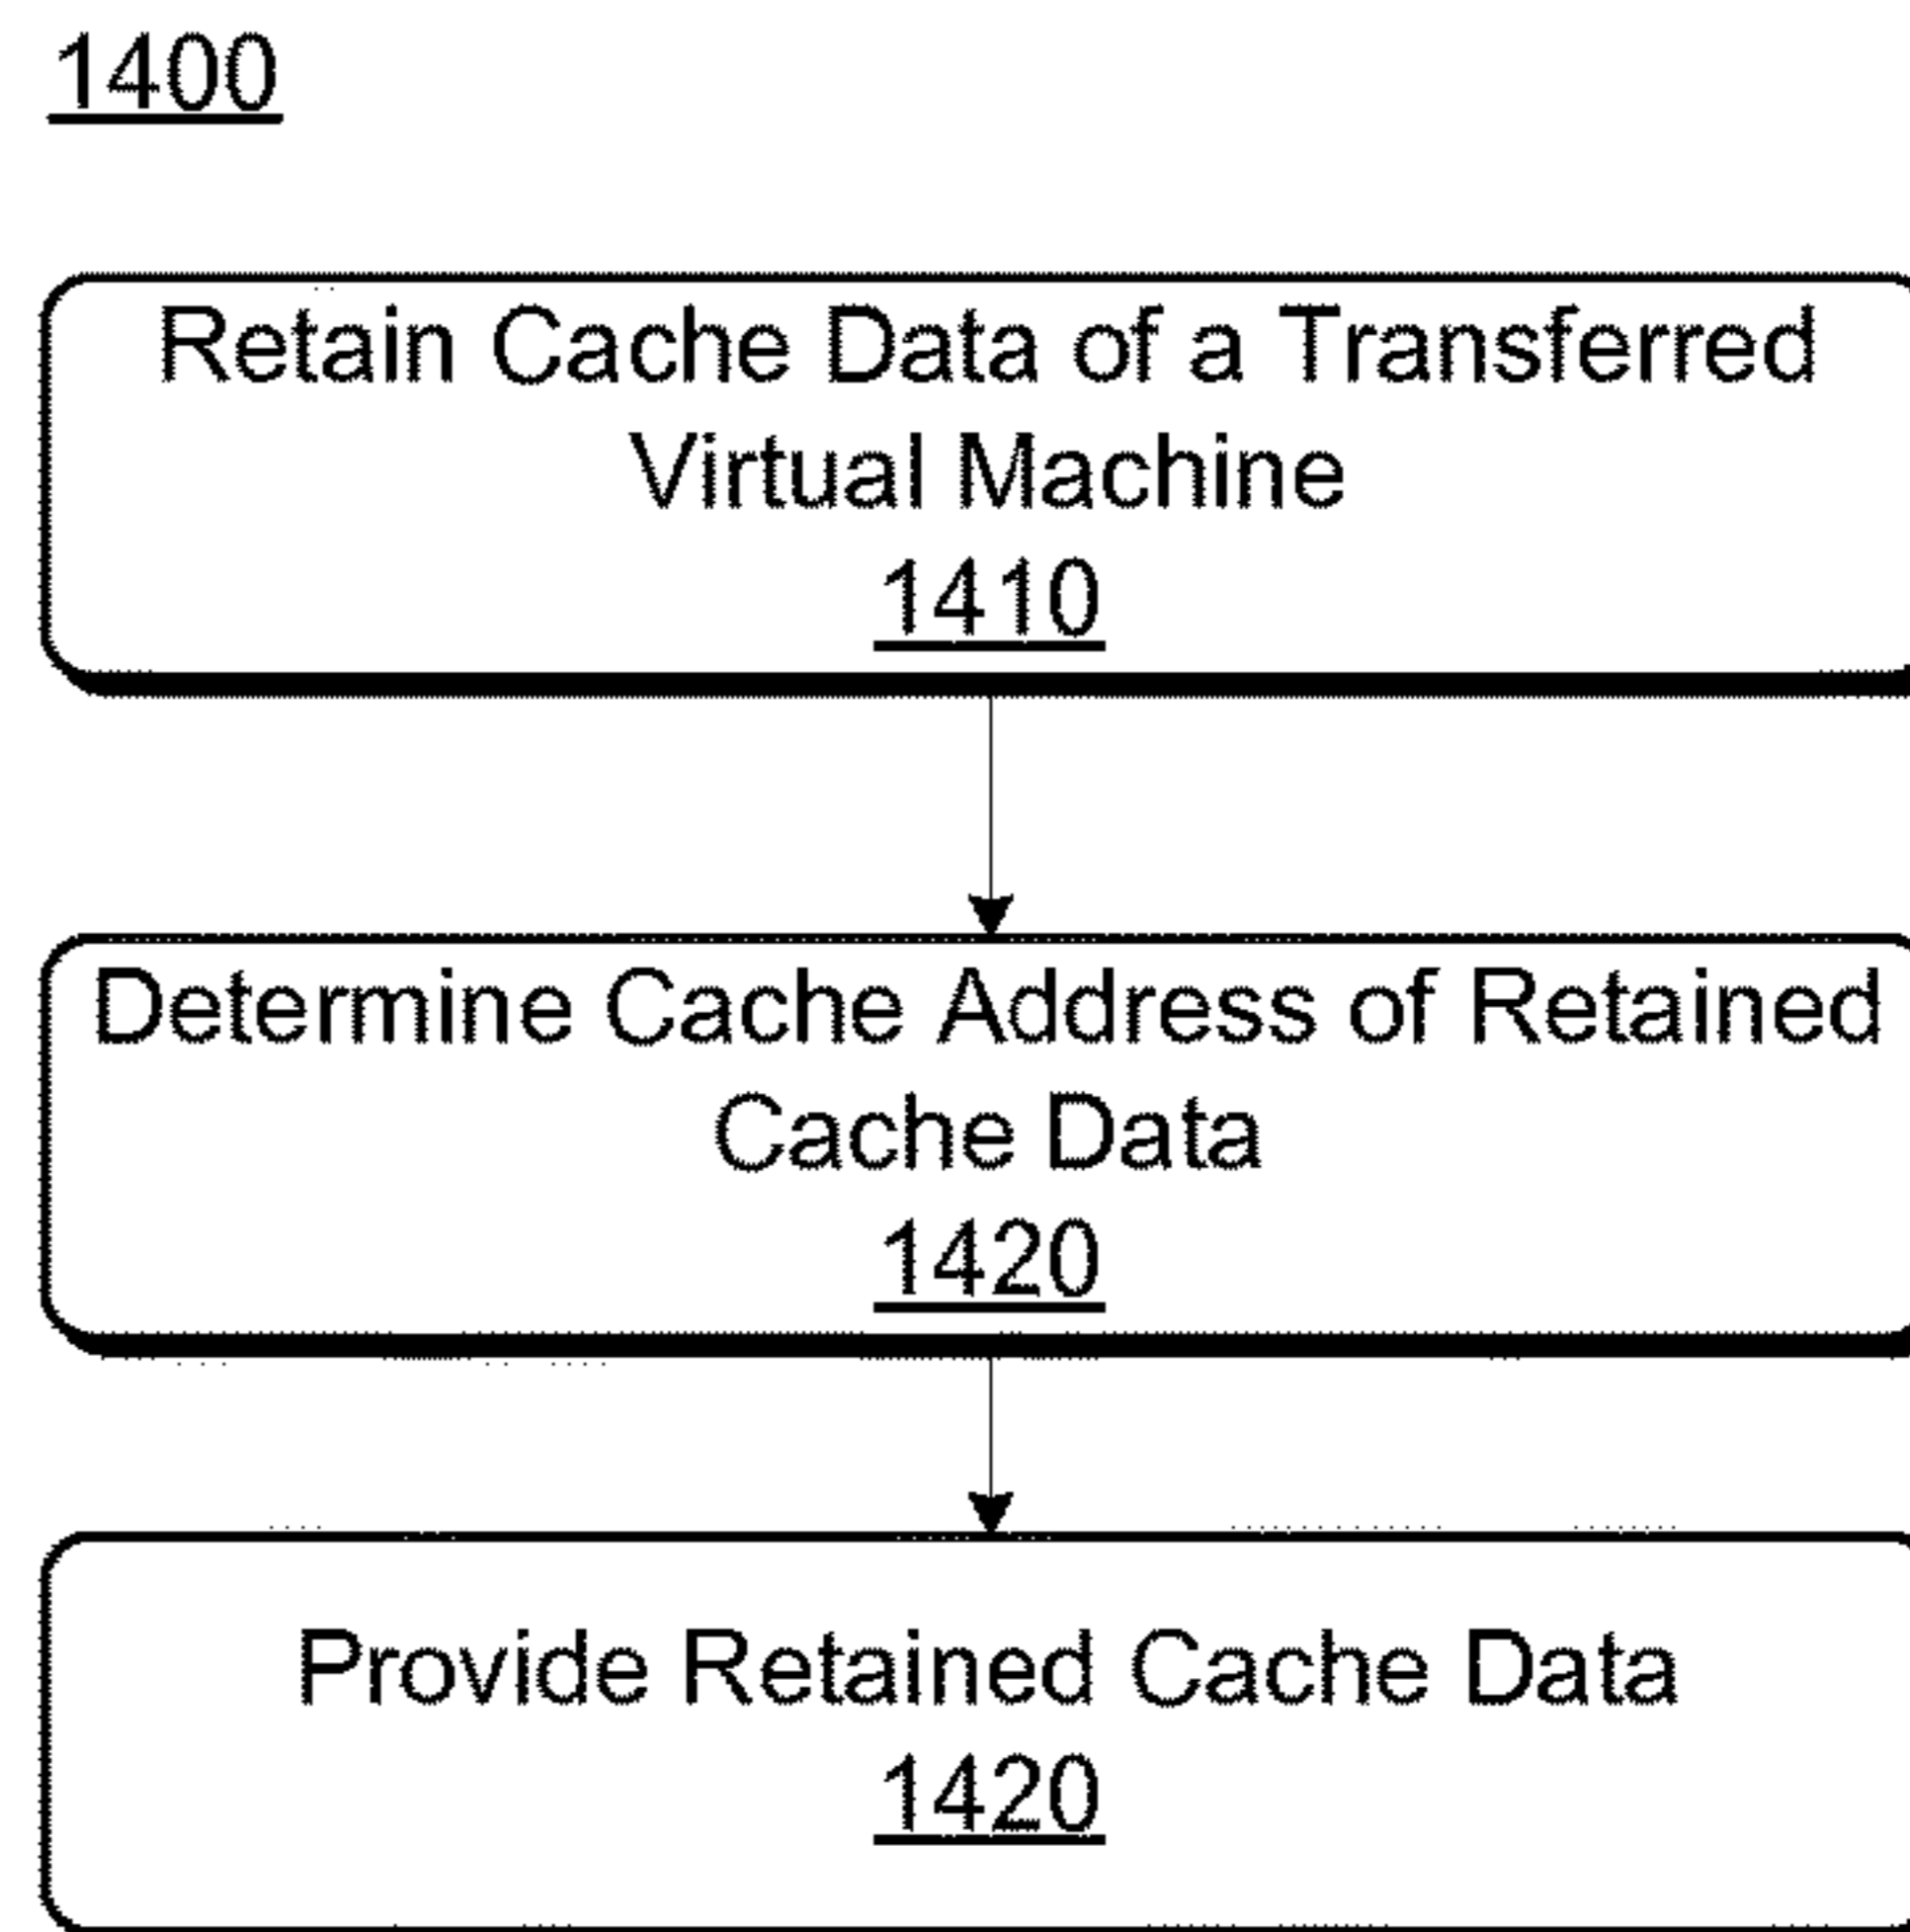 1400
Retain Cache Data of a Transferred
Virtual Machine
1410
Determine Cache Address of Retained
Cache Data
1420
Provide Retained Cache Data
1420